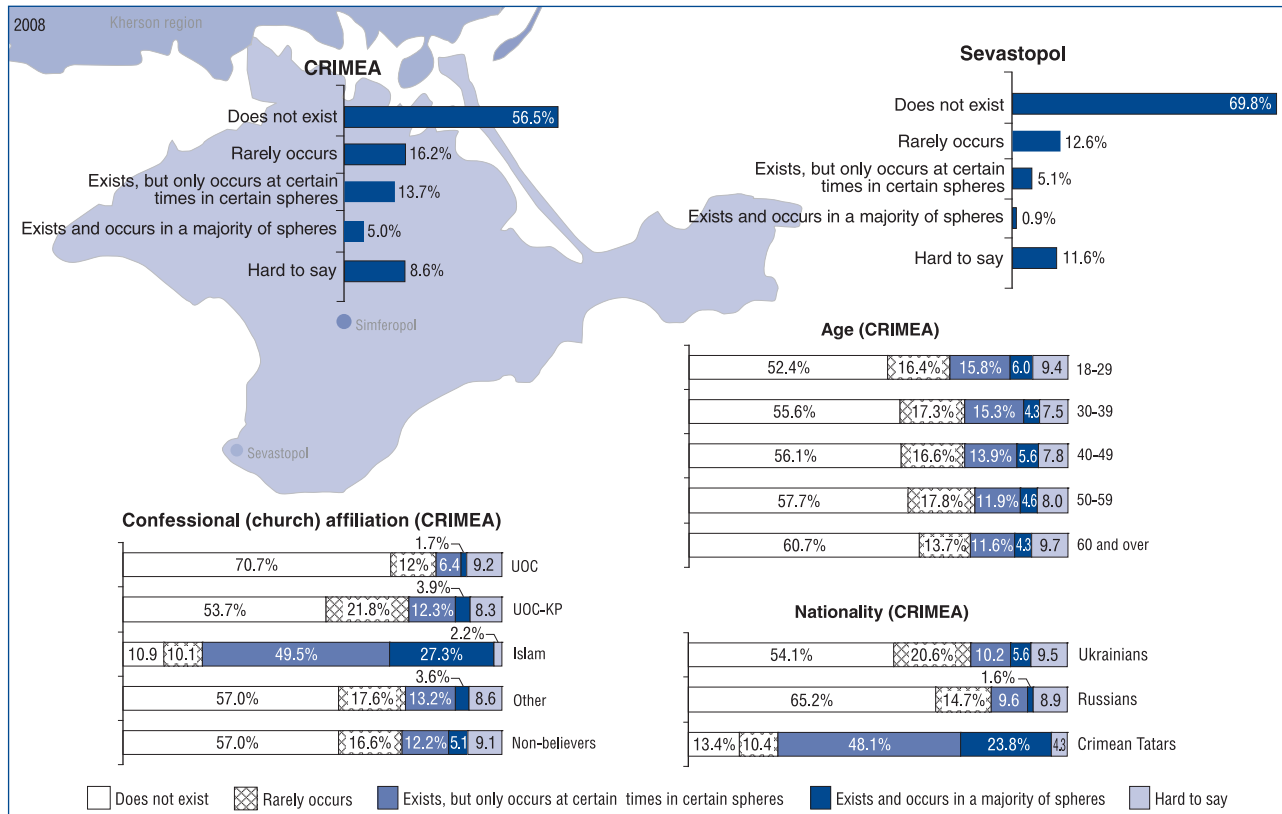 2008
Kherson region
CRIMEA
Does not exist 56.5%
Rarely occurs 16.2%
Exists, but only occurs at certain
times in certain spheres 13.7%
Exists and occurs in a majority of spheres 5.0%
Hard to say 8.6%
Simferopol
Sevastopol
Sevastopol
Does not exist 69.8%
Rarely occurs 12.6%
Exists, but only occurs at certain
times in certain spheres 5.1%
Exists and occurs in a majority of spheres 0.9%
Hard to say 11.6%
Age (CRIMEA)
52.4% 16.4% 15.8% 6.0 9.4 18-29
55.6% 17.3% 15.3% 4.3 7.5 30-39
56.1% 16.6% 13.9% 5.6 7.8 40-49
57.7% 17.8% 11.9% 4.6 8.0 50-59
60.7% 13.7% 11.6% 4.3 9.7 60 and over
Confessional (church) affiliation (CRIMEA)
1.7%
70.7% 12% 6.4 9.2 UOC
3.9%
53.7% 21.8% 12.3% 8.3 UOC-KP
2.2%
10.9 10.1 49.5% 27.3% Islam
3.6%
57.0% 17.6% 13.2% 8.6 Other
57.0% 16.6% 12.2% 5.1 9.1 Non-believers
Nationality (CRIMEA)
54.1% 20.6% 10.2 5.6 9.5 Ukrainians
1.6%
65.2% 14.7% 9.6 8.9 Russians
13.4% 10.4 48.1% 23.8% 4.3 Crimean Tatars
Does not exist Rarely occurs Exists, but only occurs at certain times in certain spheres Exists and occurs in a majority of spheres Hard to say